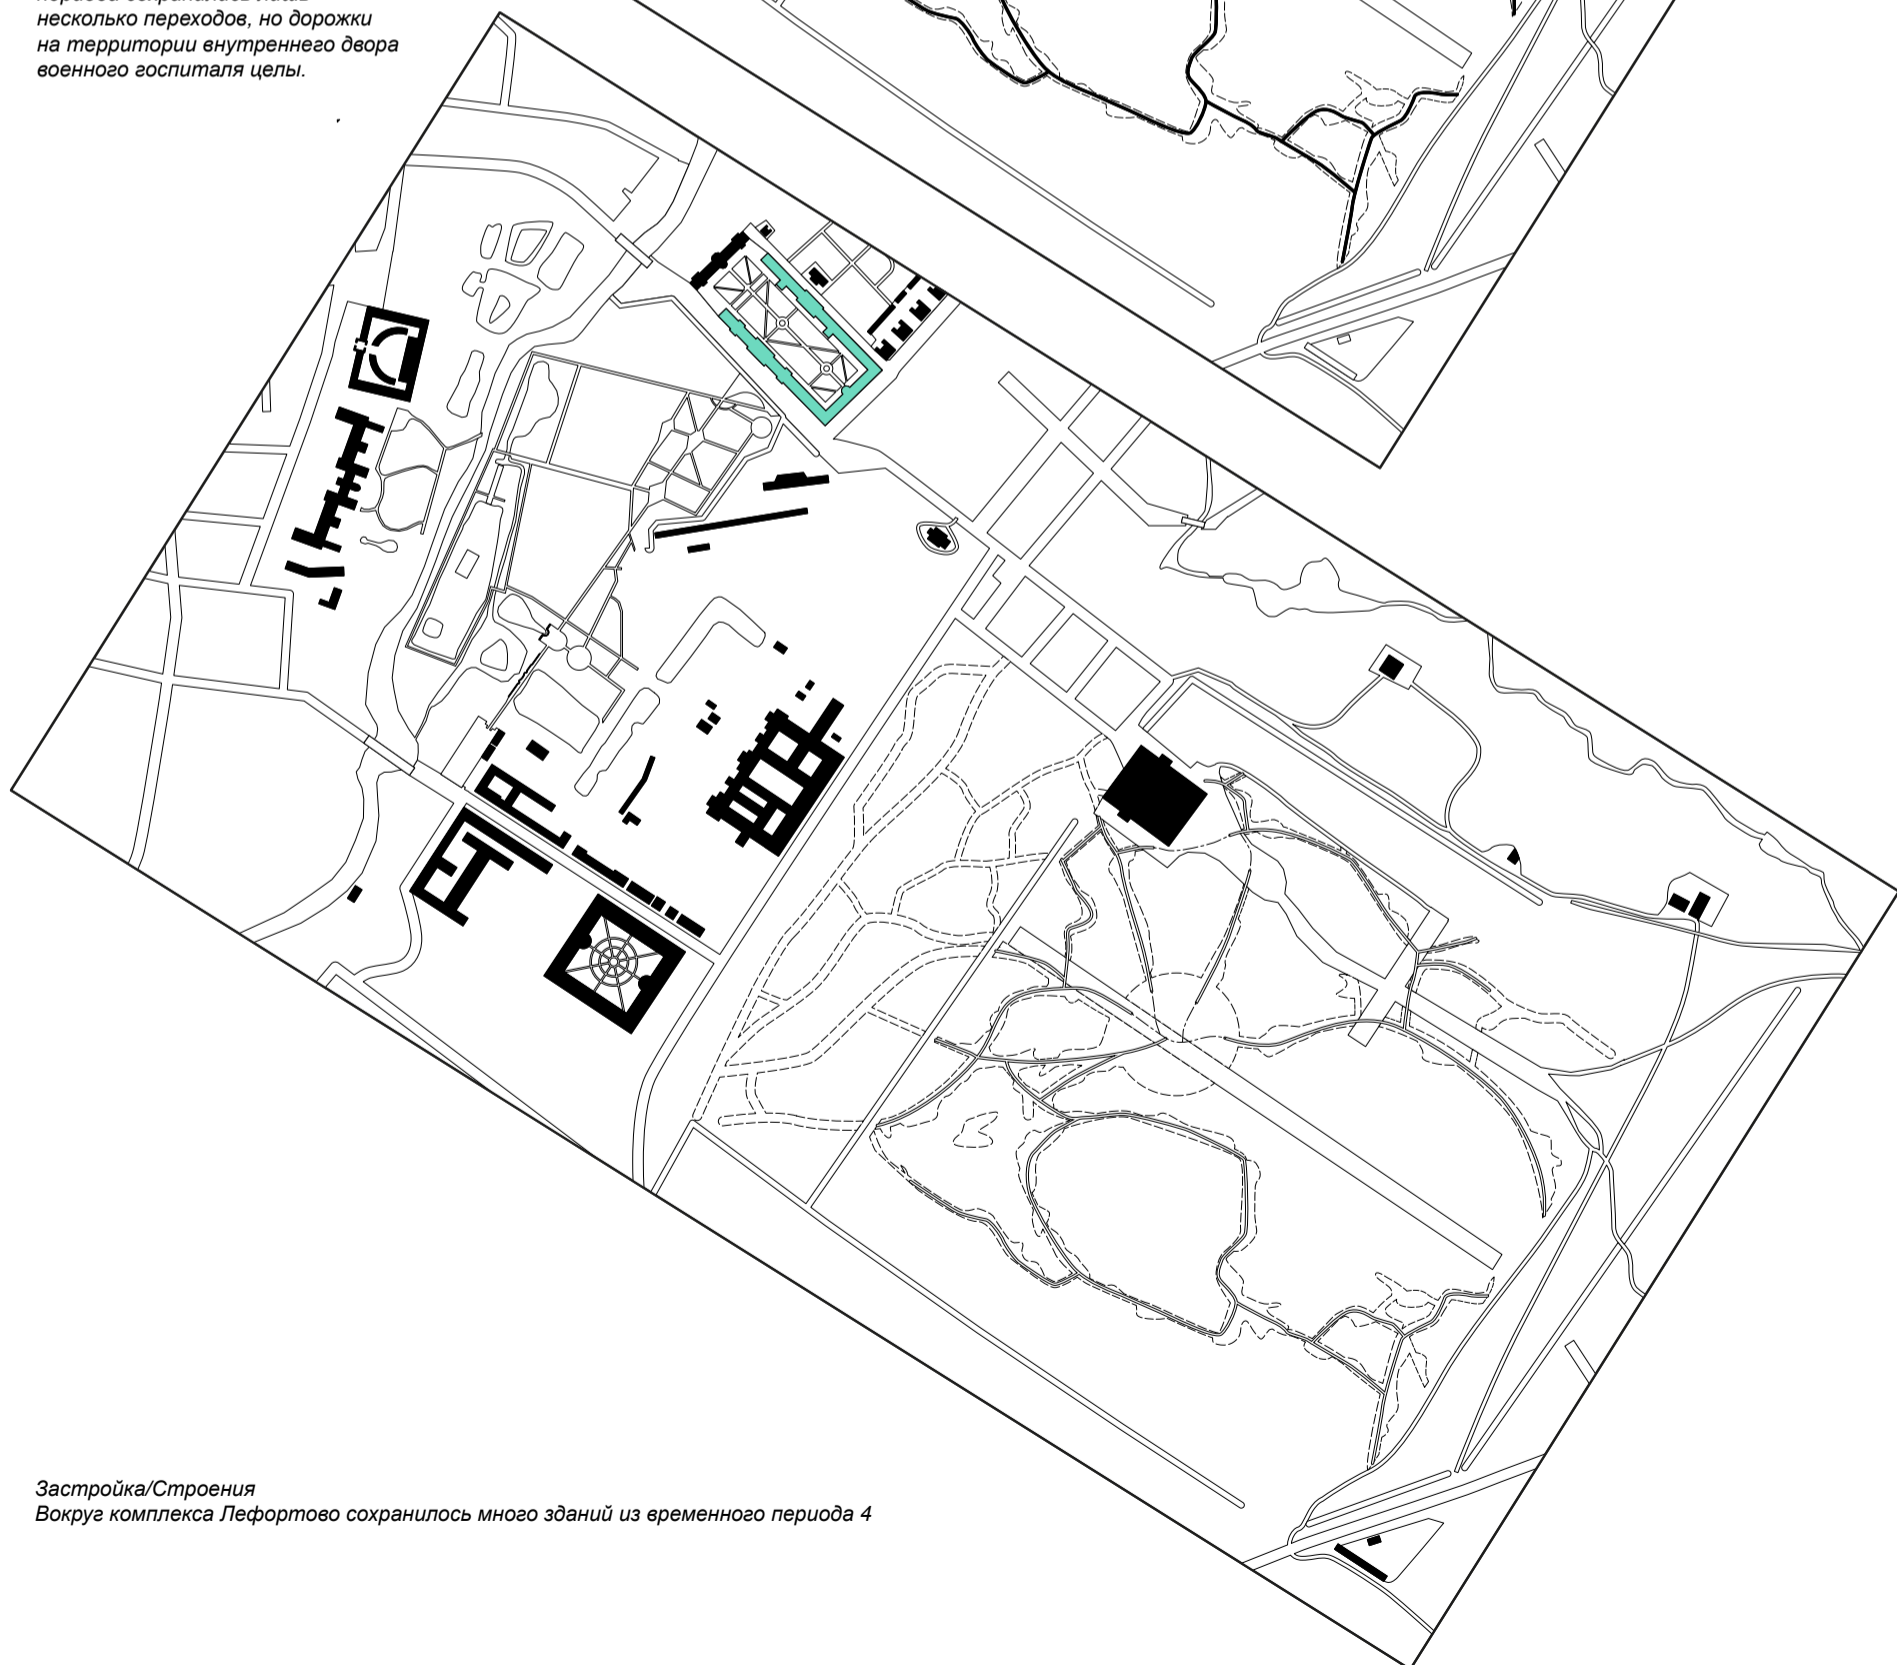 несколько переходов, но дорожки
на территории внутреннего двора
военного госпиталя целы.
Застройка/Строения
Вокруг комплекса Лефортово сохранилось много зданий из временного периода 4